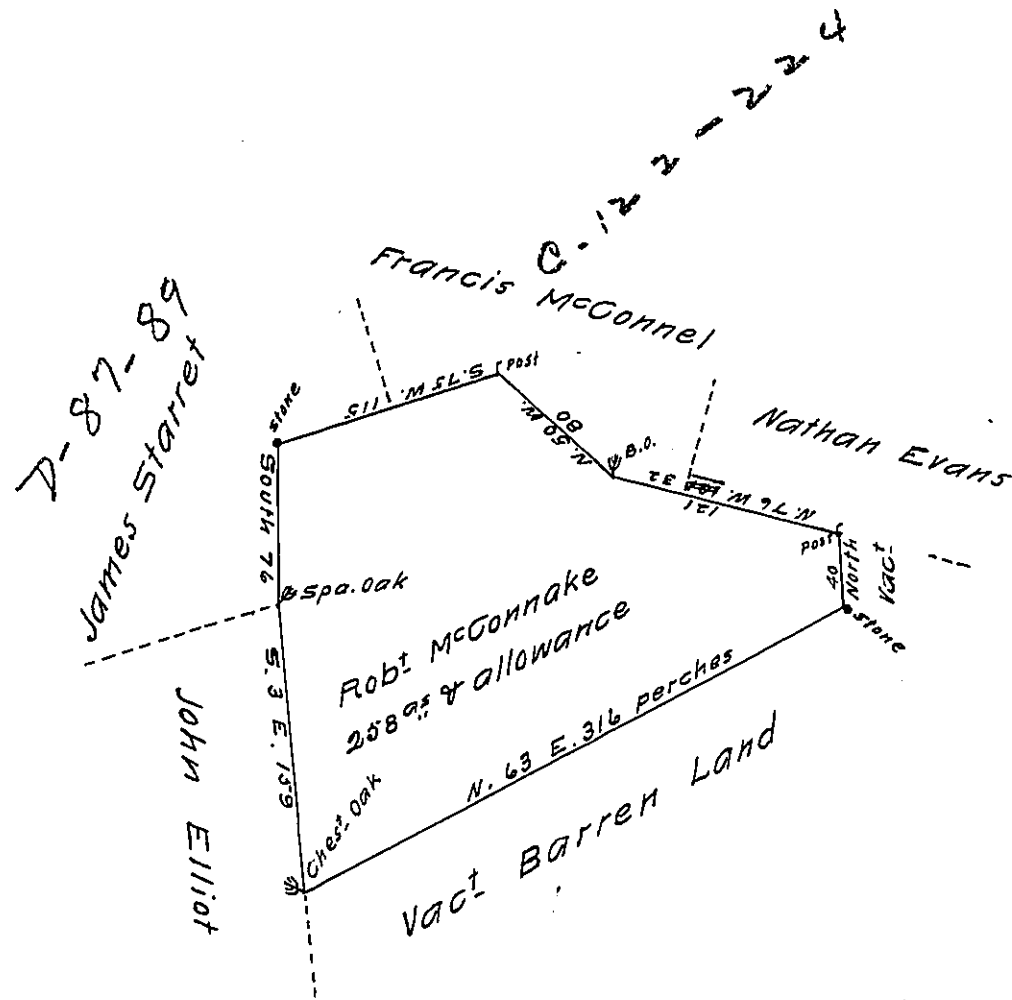 C-122-224
D-87-89
James Starret
Francis McConnel
Nathan Evans
stone
S. 75 W. 115
Post
N. 50 W.
80
B.O.
N. 76 W. 32
121
Post
North
40
Vact
stone
South 76
Spa. Oak
Robt McConnake
258 as & allowance
S. 3 E. 159
John Elliot
Chest Oak
N. 63 E. 316 perches
Vact Barren Land